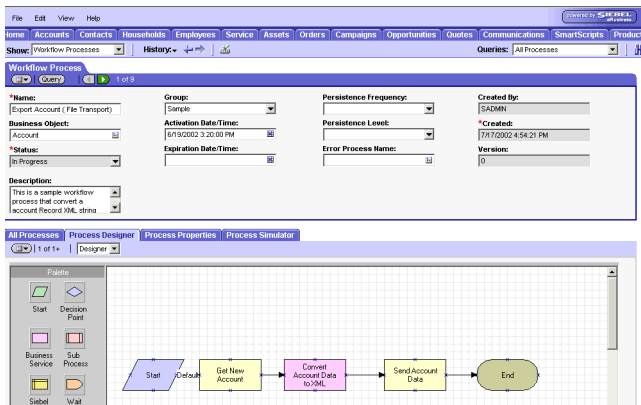 File Edit View Help
powered by SIEBEL eBusiness
Home Accounts Contacts Households Employees Service Assets Orders Campaigns Opportunities Quotes Communications SmartScripts Produc
Show: Workflow Processes History: Queries: All Processes
Workflow Process
Query 1 of 9
*Name: Group: Persistence Frequency: Created By:
Export Account ( File Transport) Sample SADMIN
Business Object: Activation Date/Time: Persistence Level: *Created:
Account 6/19/2002 3:20:00 PM 7/17/2002 4:54:21 PM
*Status: Expiration Date/Time: Error Process Name: Version:
In Progress 0
Description:
This is a sample workflow
process that convert a
account Record XML string
All Processes Process Designer Process Properties Process Simulator
1 of 1+ Designer
Palette
Start Decision
Point
Business Sub
Service Process
Siebel Wait
Start
Default
Get New
Account
Convert
Account Data
to XML
Send Account
Data
End